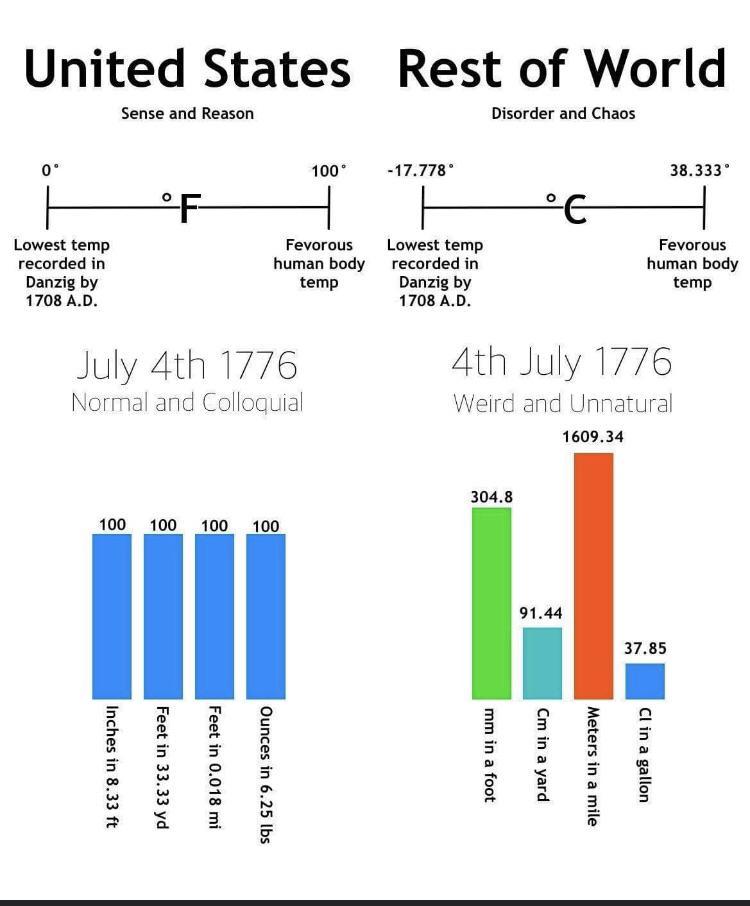 United States
Sense and Reason
0°
100°
°F
Lowest temp
recorded in
Danzig by
1708 A.D.
Fevorous
human body
temp
July 4th 1776
Normal and Colloquial
100
100
100
100
Inches in 8.33 ft
Feet in 33.33 yd
Feet in 0.018 mi
Ounces in 6.25 lbs
Rest of World
Disorder and Chaos
-17.778°
38.333°
°C
Lowest temp
recorded in
Danzig by
1708 A.D.
Fevorous
human body
temp
4th July 1776
Weird and Unnatural
304.8
91.44
1609.34
37.85
mm in a foot
Cm in a yard
Meters in a mile
Cl in a gallon